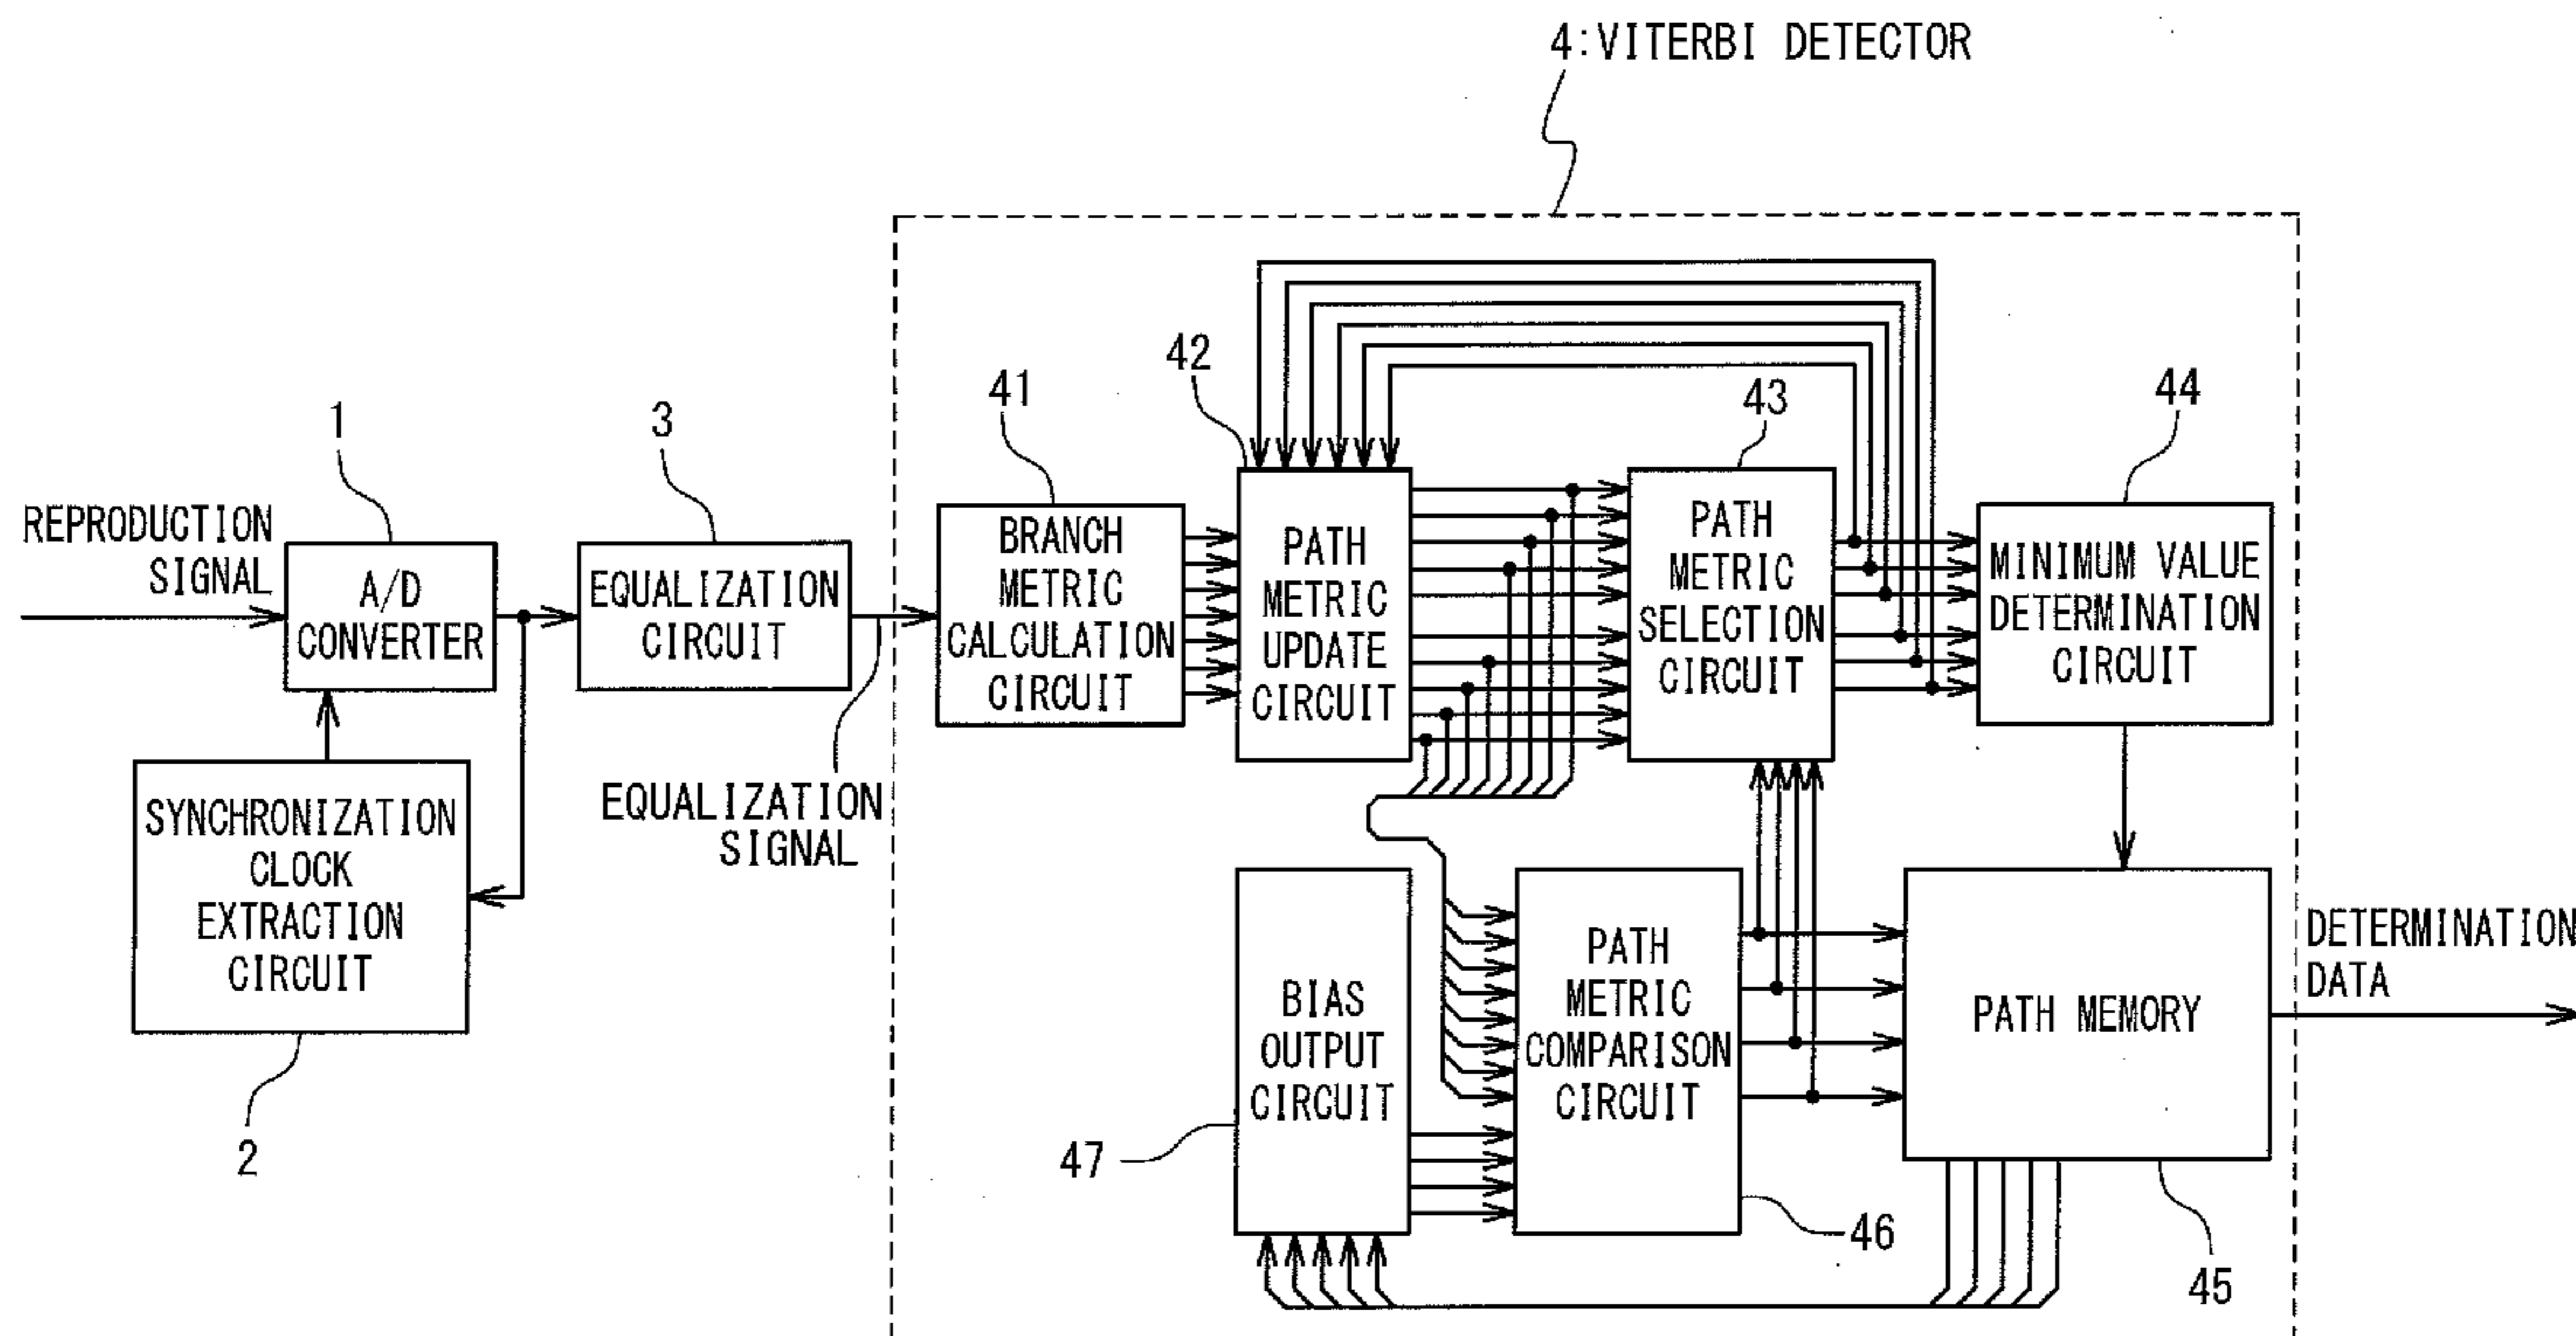 4:VITERBI DETECTOR
42
41
43
44
1
3
REPRODUCTION
SIGNAL
A/D
CONVERTER
EQUALIZATION
CIRCUIT
BRANCH
METRIC
CALCULATION
CIRCUIT
PATH
METRIC
UPDATE
CIRCUIT
PATH
METRIC
SELECTION
CIRCUIT
MINIMUM VALUE
DETERMINATION
CIRCUIT
EQUALIZATION
SIGNAL
SYNCHRONIZATION
CLOCK
EXTRACTION
CIRCUIT
2
BIAS
OUTPUT
CIRCUIT
47
PATH
METRIC
COMPARISON
CIRCUIT
46
PATH MEMORY
45
DETERMINATION
DATA